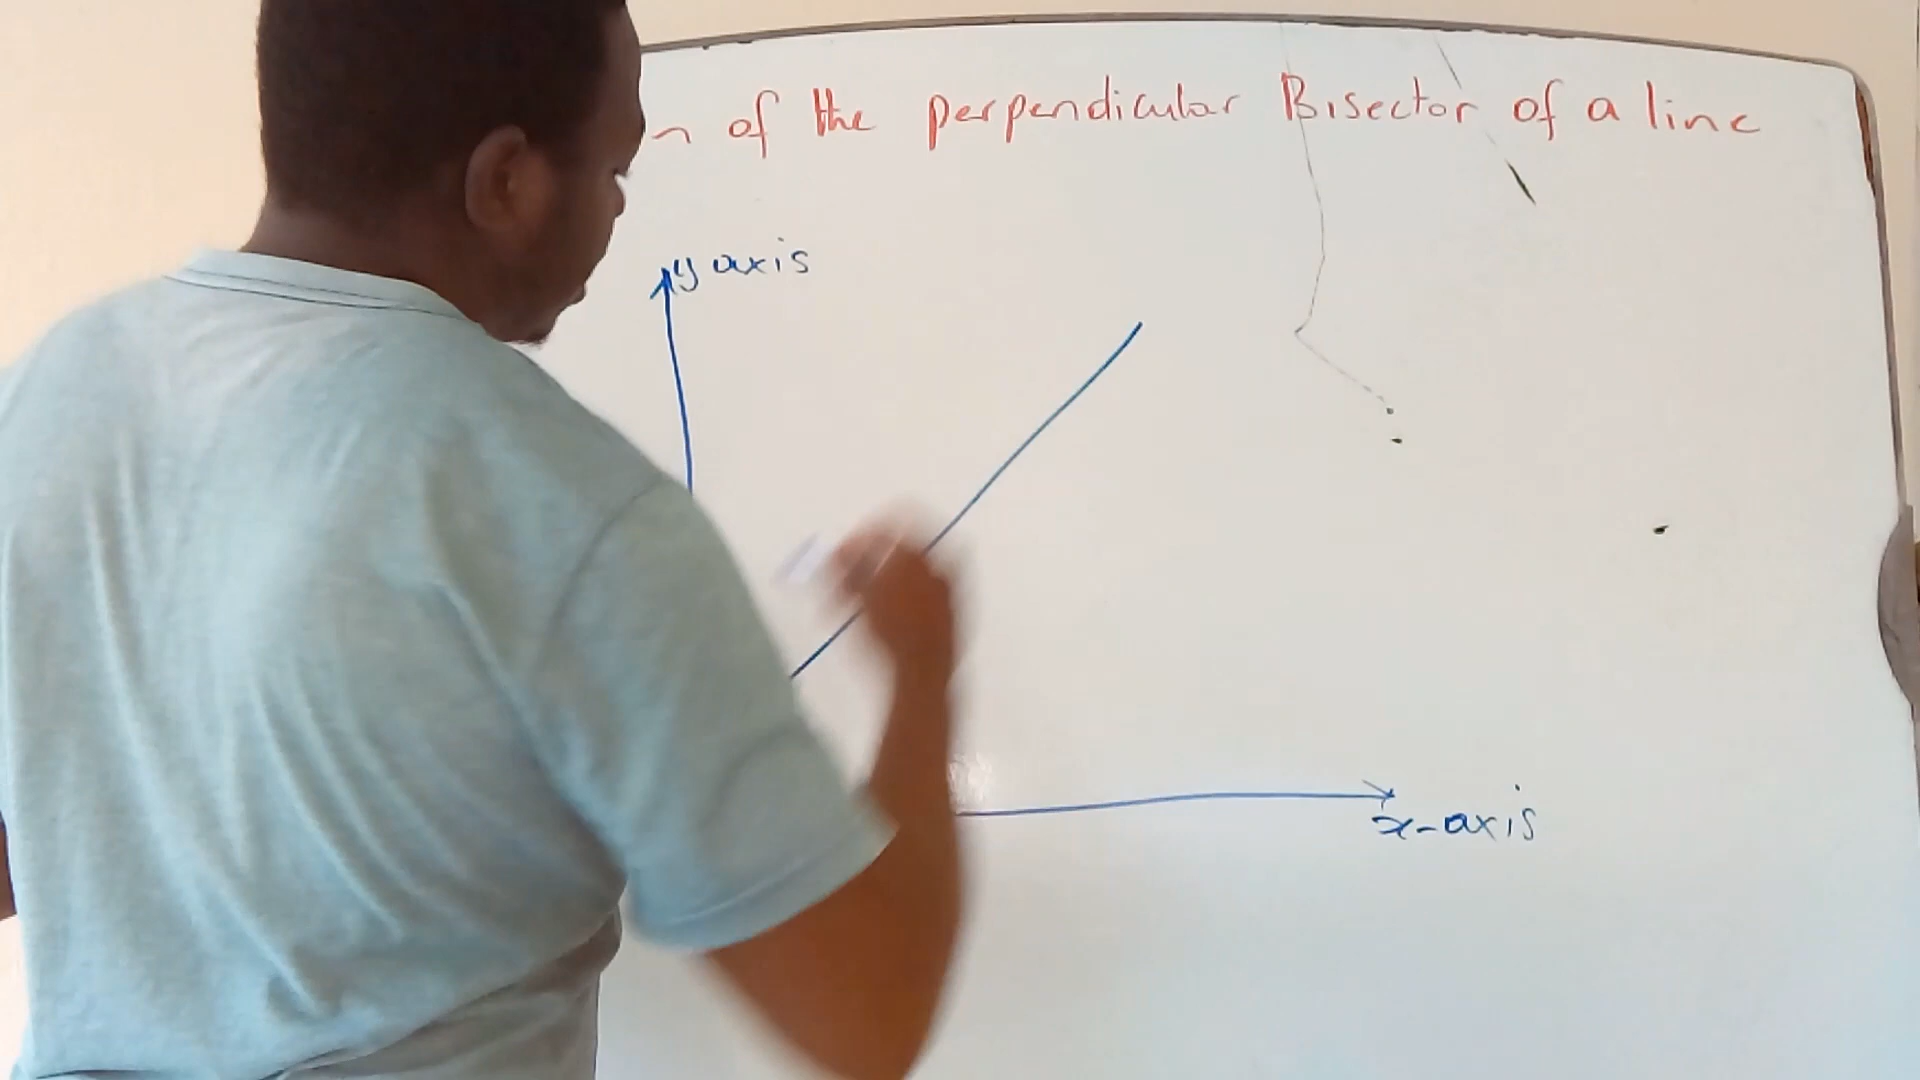 of the perpendicular Bisector of a line
y axis
x-axis